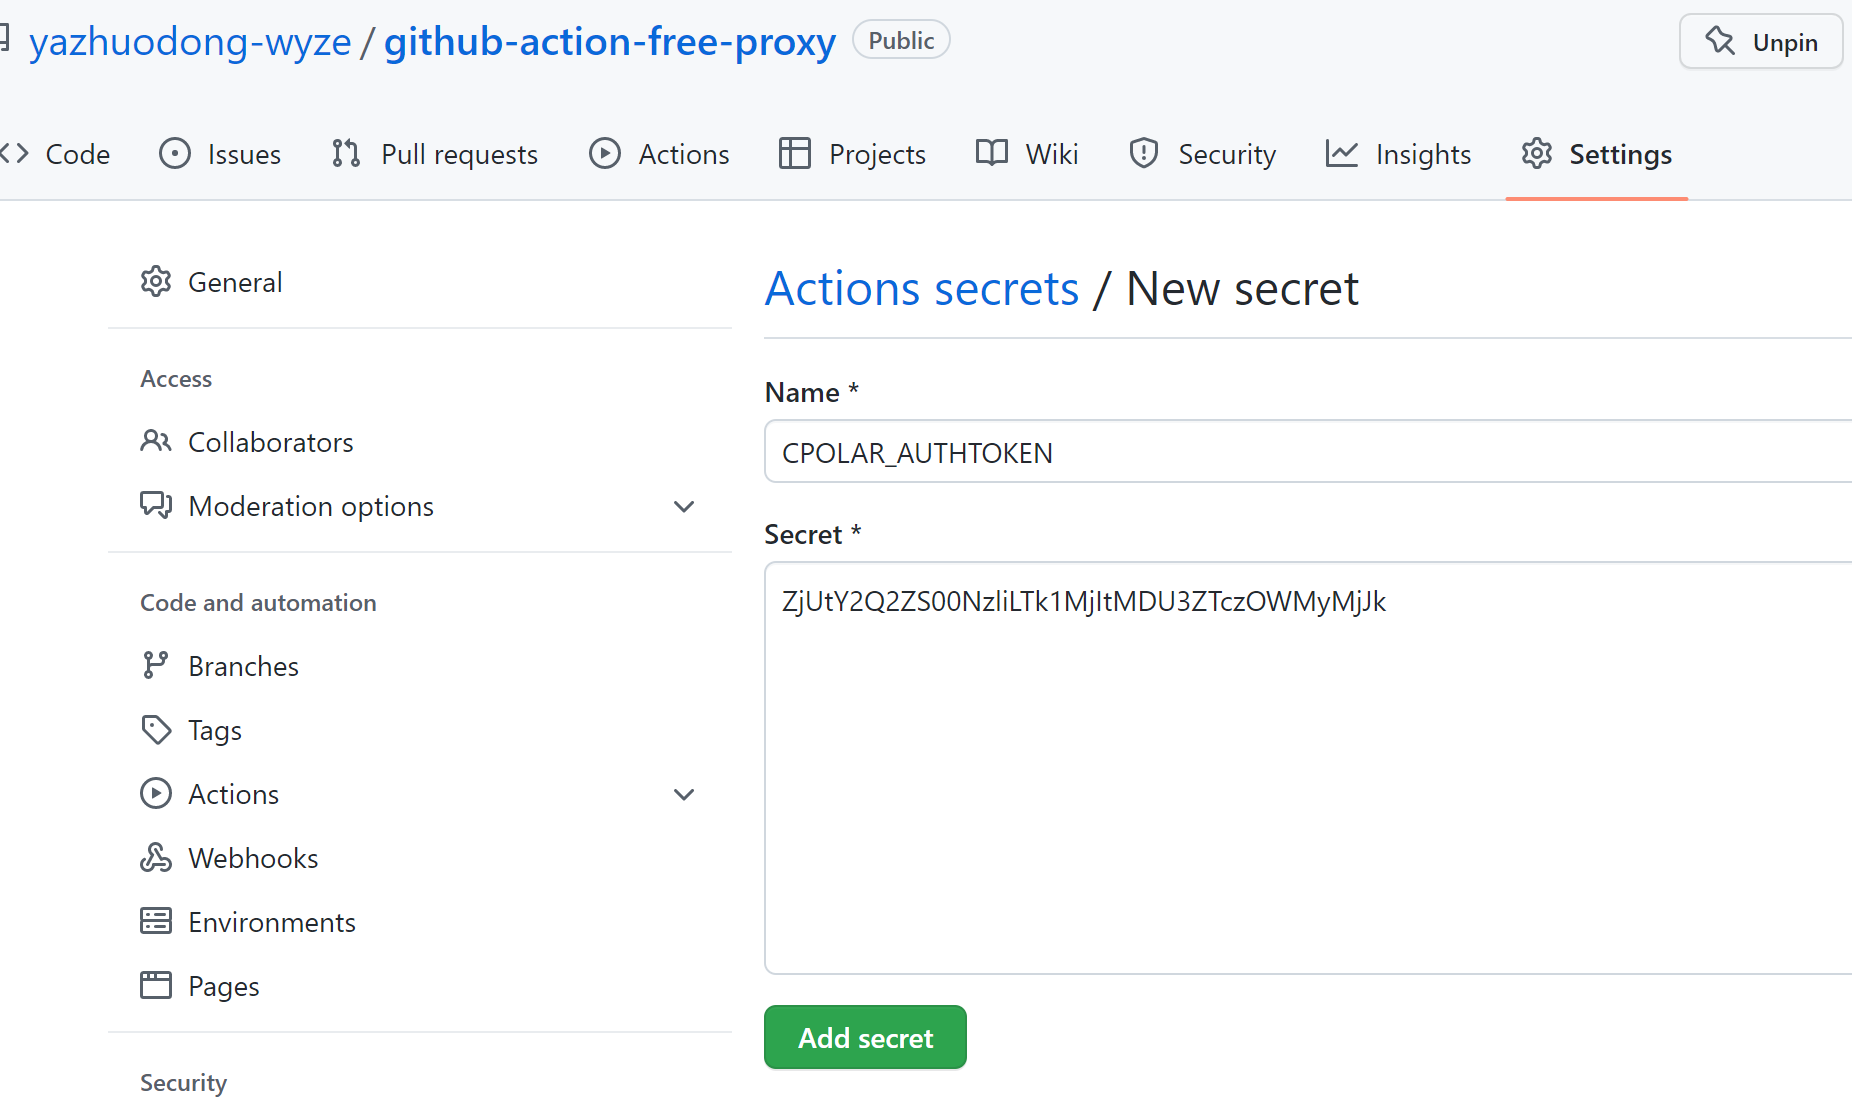 yazhuodong-wyze / github-action-free-proxy Public Unpin
Code Issues Pull requests Actions Projects Wiki Security Insights Settings
General
Access
Collaborators
Moderation options
Code and automation
Branches
Tags
Actions
Webhooks
Environments
Pages
Security
Actions secrets / New secret
Name *
CPOLAR_AUTHTOKEN
Secret *
ZjUtY2Q2ZS00NzliLTk1MjItMDU3ZTczOWMyMjJk
Add secret